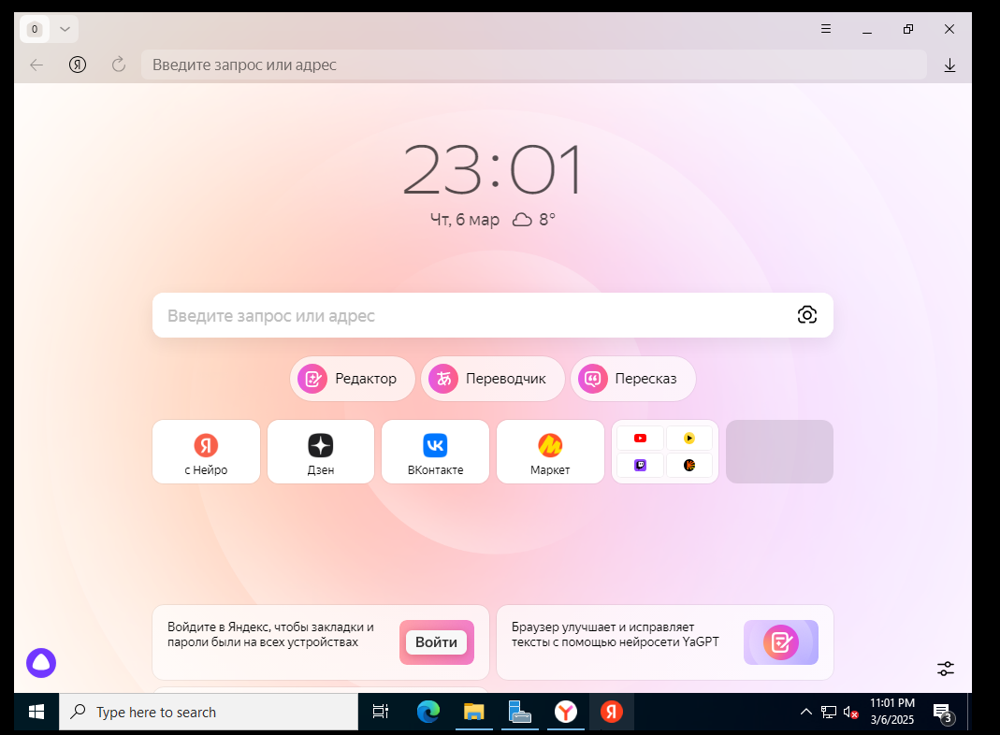 0
Я
Введите запрос или адрес
23:01
Чт, 6 мар 8°
Введите запрос или адрес
Редактор
Переводчик
Пересказ
с Нейро
Дзен
ВКонтакте
Маркет
Войдите в Яндекс, чтобы закладки и
пароли были на всех устройствах
Войти
Браузер улучшает и исправляет
тексты с помощью нейросети YaGPT
Type here to search
11:01 PM
3/6/2025
3